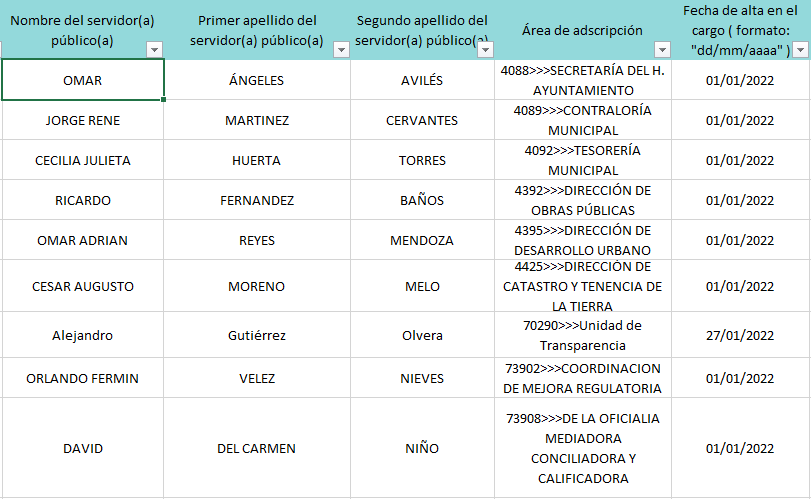 Nombre del servidor(a) público(a)
Primer apellido del servidor(a) público(a)
Segundo apellido del servidor(a) público(a)
Área de adscripción
Fecha de alta en el cargo ( formato: "dd/mm/aaaa" )
OMAR ÁNGELES AVILÉS 4088>>>SECRETARÍA DEL H. AYUNTAMIENTO 01/01/2022
JORGE RENE MARTINEZ CERVANTES 4089>>>CONTRALORÍA MUNICIPAL 01/01/2022
CECILIA JULIETA HUERTA TORRES 4092>>>TESORERÍA MUNICIPAL 01/01/2022
RICARDO FERNANDEZ BAÑOS 4392>>>DIRECCIÓN DE OBRAS PÚBLICAS 01/01/2022
OMAR ADRIAN REYES MENDOZA 4395>>>DIRECCIÓN DE DESARROLLO URBANO 01/01/2022
CESAR AUGUSTO MORENO MELO 4425>>>DIRECCIÓN DE CATASTRO Y TENENCIA DE LA TIERRA 01/01/2022
Alejandro Gutiérrez Olvera 70290>>>Unidad de Transparencia 27/01/2022
ORLANDO FERMIN VELEZ NIEVES 73902>>>COORDINACION DE MEJORA REGULATORIA 01/01/2022
DAVID DEL CARMEN NIÑO 73908>>>DE LA OFICIALIA MEDIADORA CONCILIADORA Y CALIFICADORA 01/01/2022